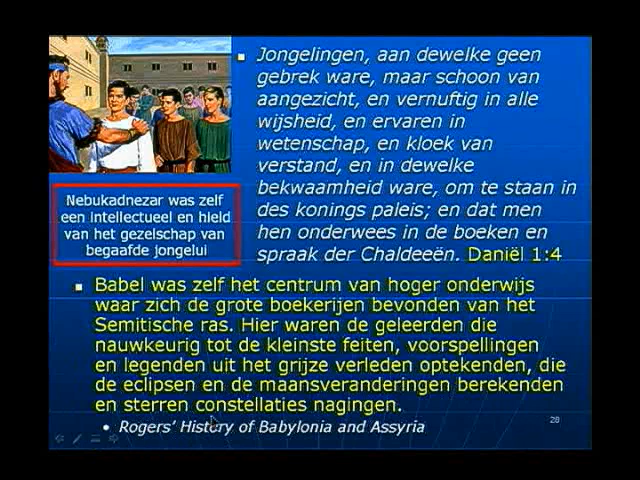 Jongelingen, aan dewelke geen
gebrek ware, maar schoon van
aangezicht, en vernuftig in alle
wijsheid, en ervaren in
wetenschap, en kloek van
verstand, en in dewelke
bekwaamheid ware, om te staan in
des konings paleis; en dat men
hen onderwees in de boeken en
spraak der Chaldeeën. Daniël 1:4
Nebukadnezar was zelf
een intellectueel en hield
van het gezelschap van
begaafde jongelui
Babel was zelf het centrum van hoger onderwijs
waar zich de grote boekerijen bevonden van het
Semitische ras. Hier waren de geleerden die
nauwkeurig tot de kleinste feiten, voorspellingen
en legenden uit het grijze verleden optekenden, die
de eclipsen en de maansveranderingen berekenden
en sterren constellaties nagingen.
Rogers' History of Babylonia and Assyria
28